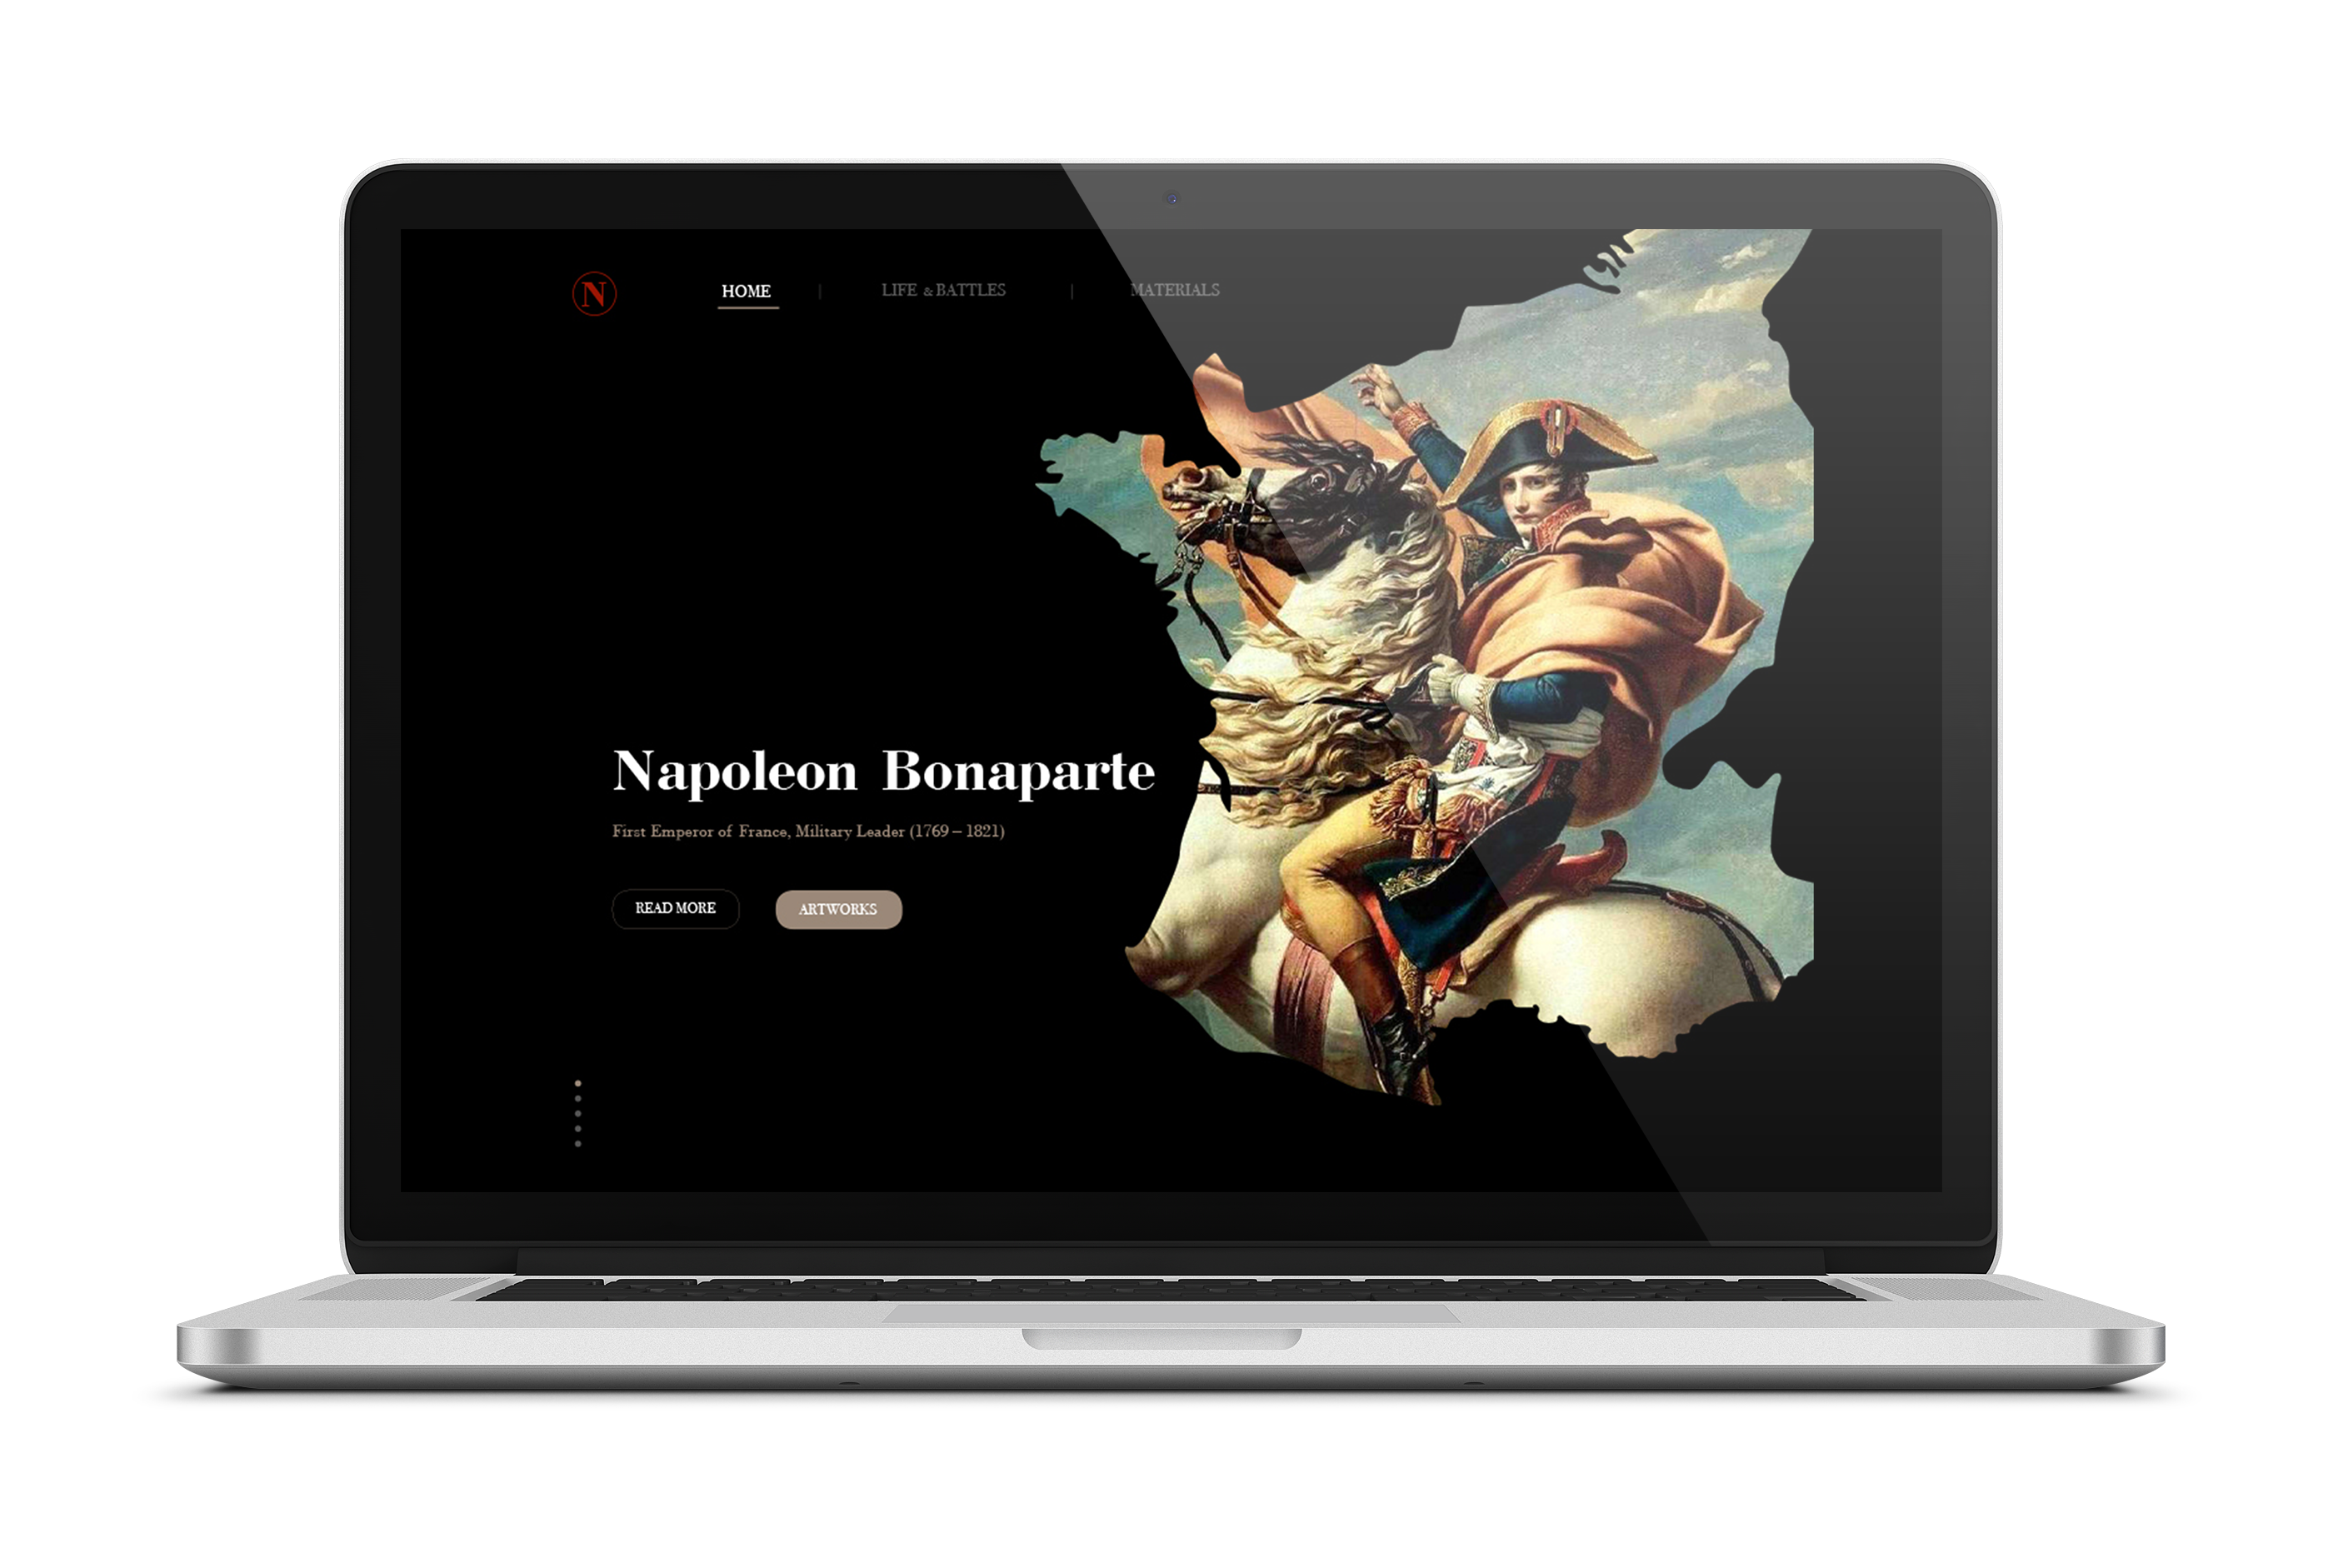 N
HOME | LIFE & BATTLES | MATERIALS
Napoleon Bonaparte
First Emperor of France, Military Leader (1769 – 1821)
READ MORE
ARTWORKS